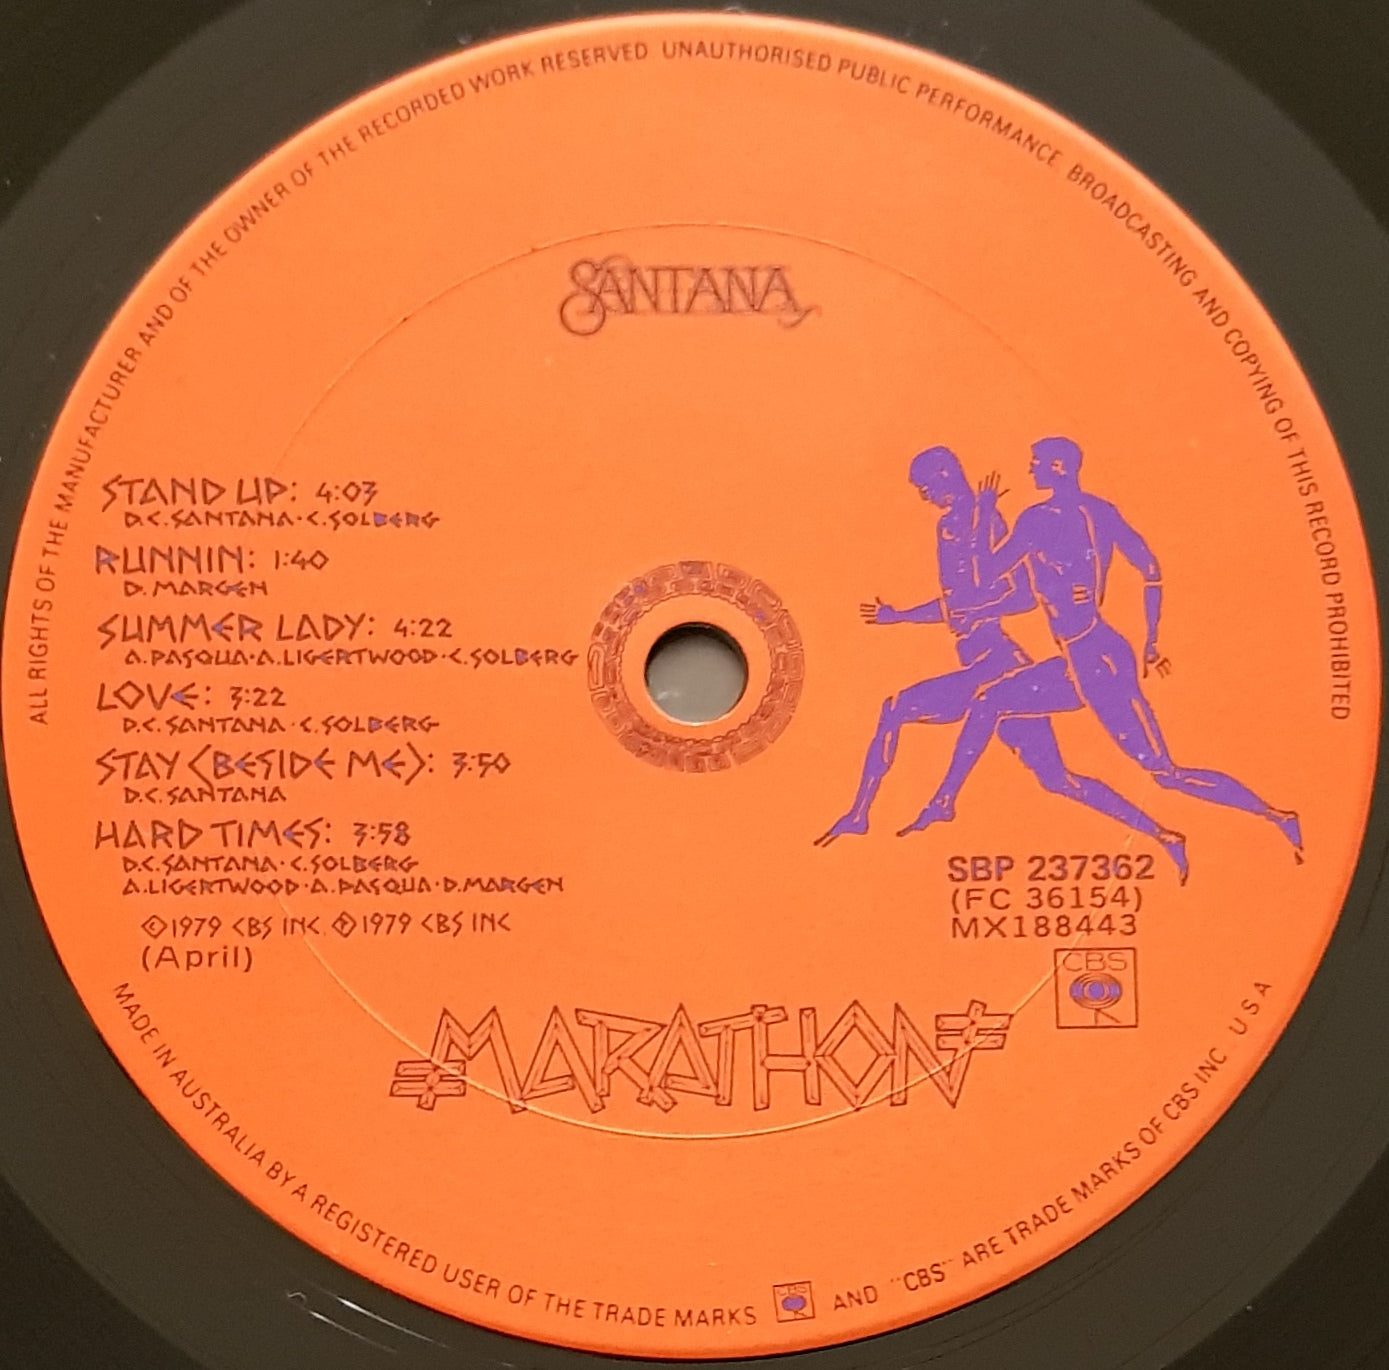 ALL RIGHTS OF THE MANUFACTURER AND OF THE OWNER OF THE RECORDED WORK RESERVED UNAUTHORISED PUBLIC PERFORMANCE BROADCASTING AND COPYING OF THIS RECORD PROHIBITED
SANTANA
STAND UP: 4:03
D.C.SANTANA·C.SOLBERG
RUNNIN: 1:40
D. MARGEN
SUMMER LADY: 4:22
A.PASQUA·A.LIGERTWOOD·C.SOLBERG
LOVE: 3:22
D.C.SANTANA·C.SOLBERG
STAY (BESIDE ME): 3:50
D.C.SANTANA
HARD TIMES: 3:58
D.C.SANTANA·C.SOLBERG
A.LIGERTWOOD·A.PASQUA·D.MARGEN
©1979 CBS INC ℗1979 CBS INC
(April)
SBP 237362
(FC 36154)
MX188443
CBS
MARATHON
MADE IN AUSTRALIA BY A REGISTERED USER OF THE TRADE MARKS CBS AND "CBS" ARE TRADE MARKS OF CBS INC U S A